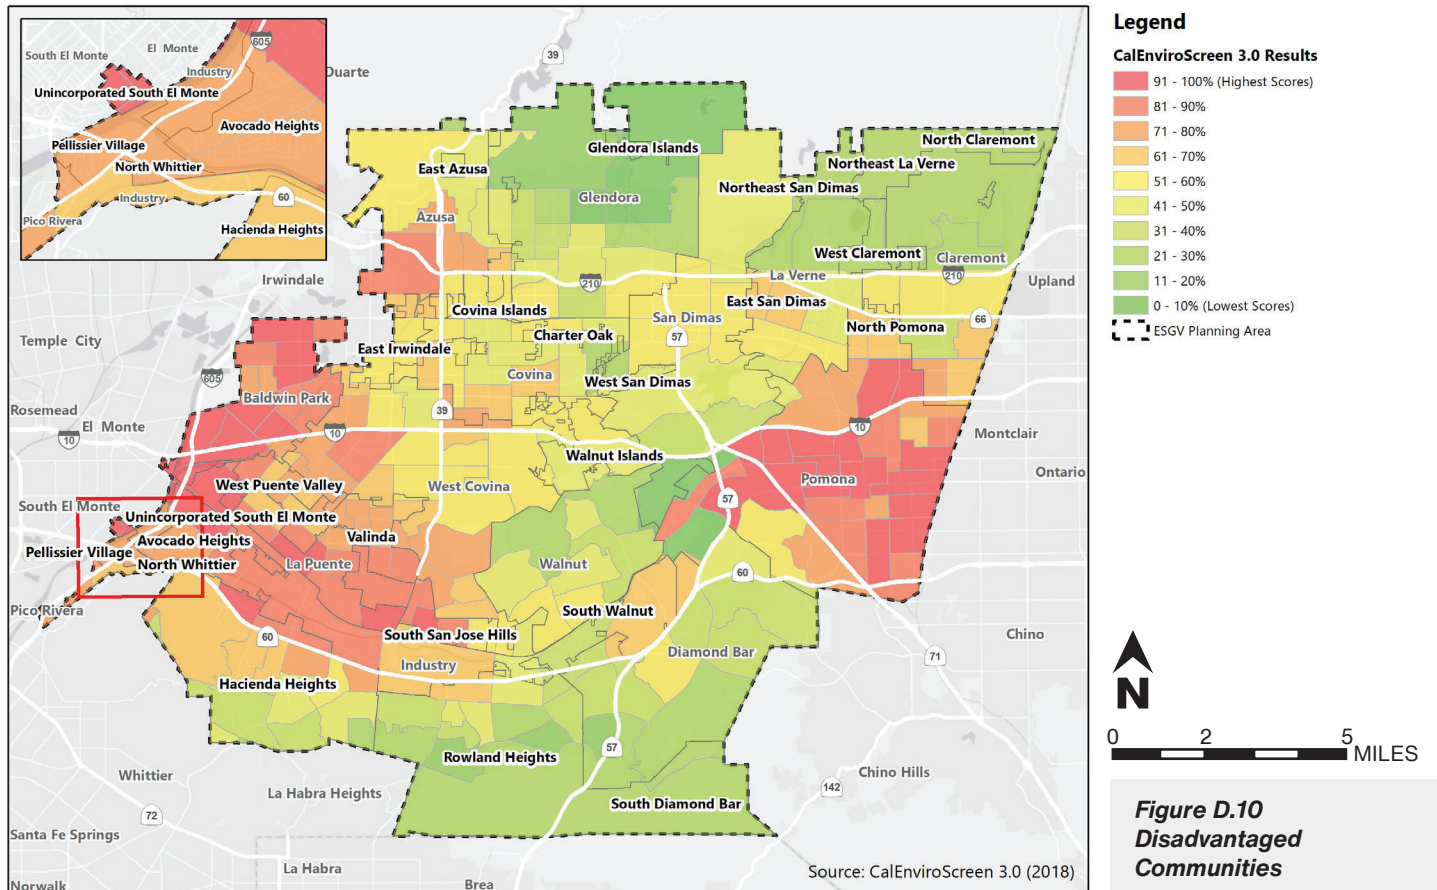 Legend
CalEnviroScreen 3.0 Results
91 - 100% (Highest Scores)
81 - 90%
71 - 80%
61 - 70%
51 - 60%
41 - 50%
31 - 40%
21 - 30%
11 - 20%
0 - 10% (Lowest Scores)
ESGV Planning Area
South El Monte
El Monte
605
Industry
Unincorporated South El Monte
Avocado Heights
Pellissier Village
North Whittier
Industry
60
Pico Rivera
Hacienda Heights
39
Duarte
Glendora Islands
North Claremont
East Azusa
Northeast La Verne
Northeast San Dimas
Glendora
Azusa
West Claremont
Claremont
Irwindale
210
La Verne
210
Upland
Covina Islands
East San Dimas
San Dimas
66
Temple City
Charter Oak
57
North Pomona
East Irwindale
605
Covina
West San Dimas
Baldwin Park
Rosemead
39
El Monte
10
10
10
Montclair
Walnut Islands
Ontario
West Puente Valley
West Covina
Pomona
57
South El Monte
Unincorporated South El Monte
Valinda
Avocado Heights
Pellissier Village
North Whittier
La Puente
Walnut
60
Pico Rivera
South Walnut
60
South San Jose Hills
Chino
Industry
Diamond Bar
71
Hacienda Heights
57
Rowland Heights
Whittier
Chino Hills
La Habra Heights
142
South Diamond Bar
72
Santa Fe Springs
La Habra
Source: CalEnviroScreen 3.0 (2018)
Norwalk
Brea
N
0 2 5
MILES
Figure D.10
Disadvantaged
Communities